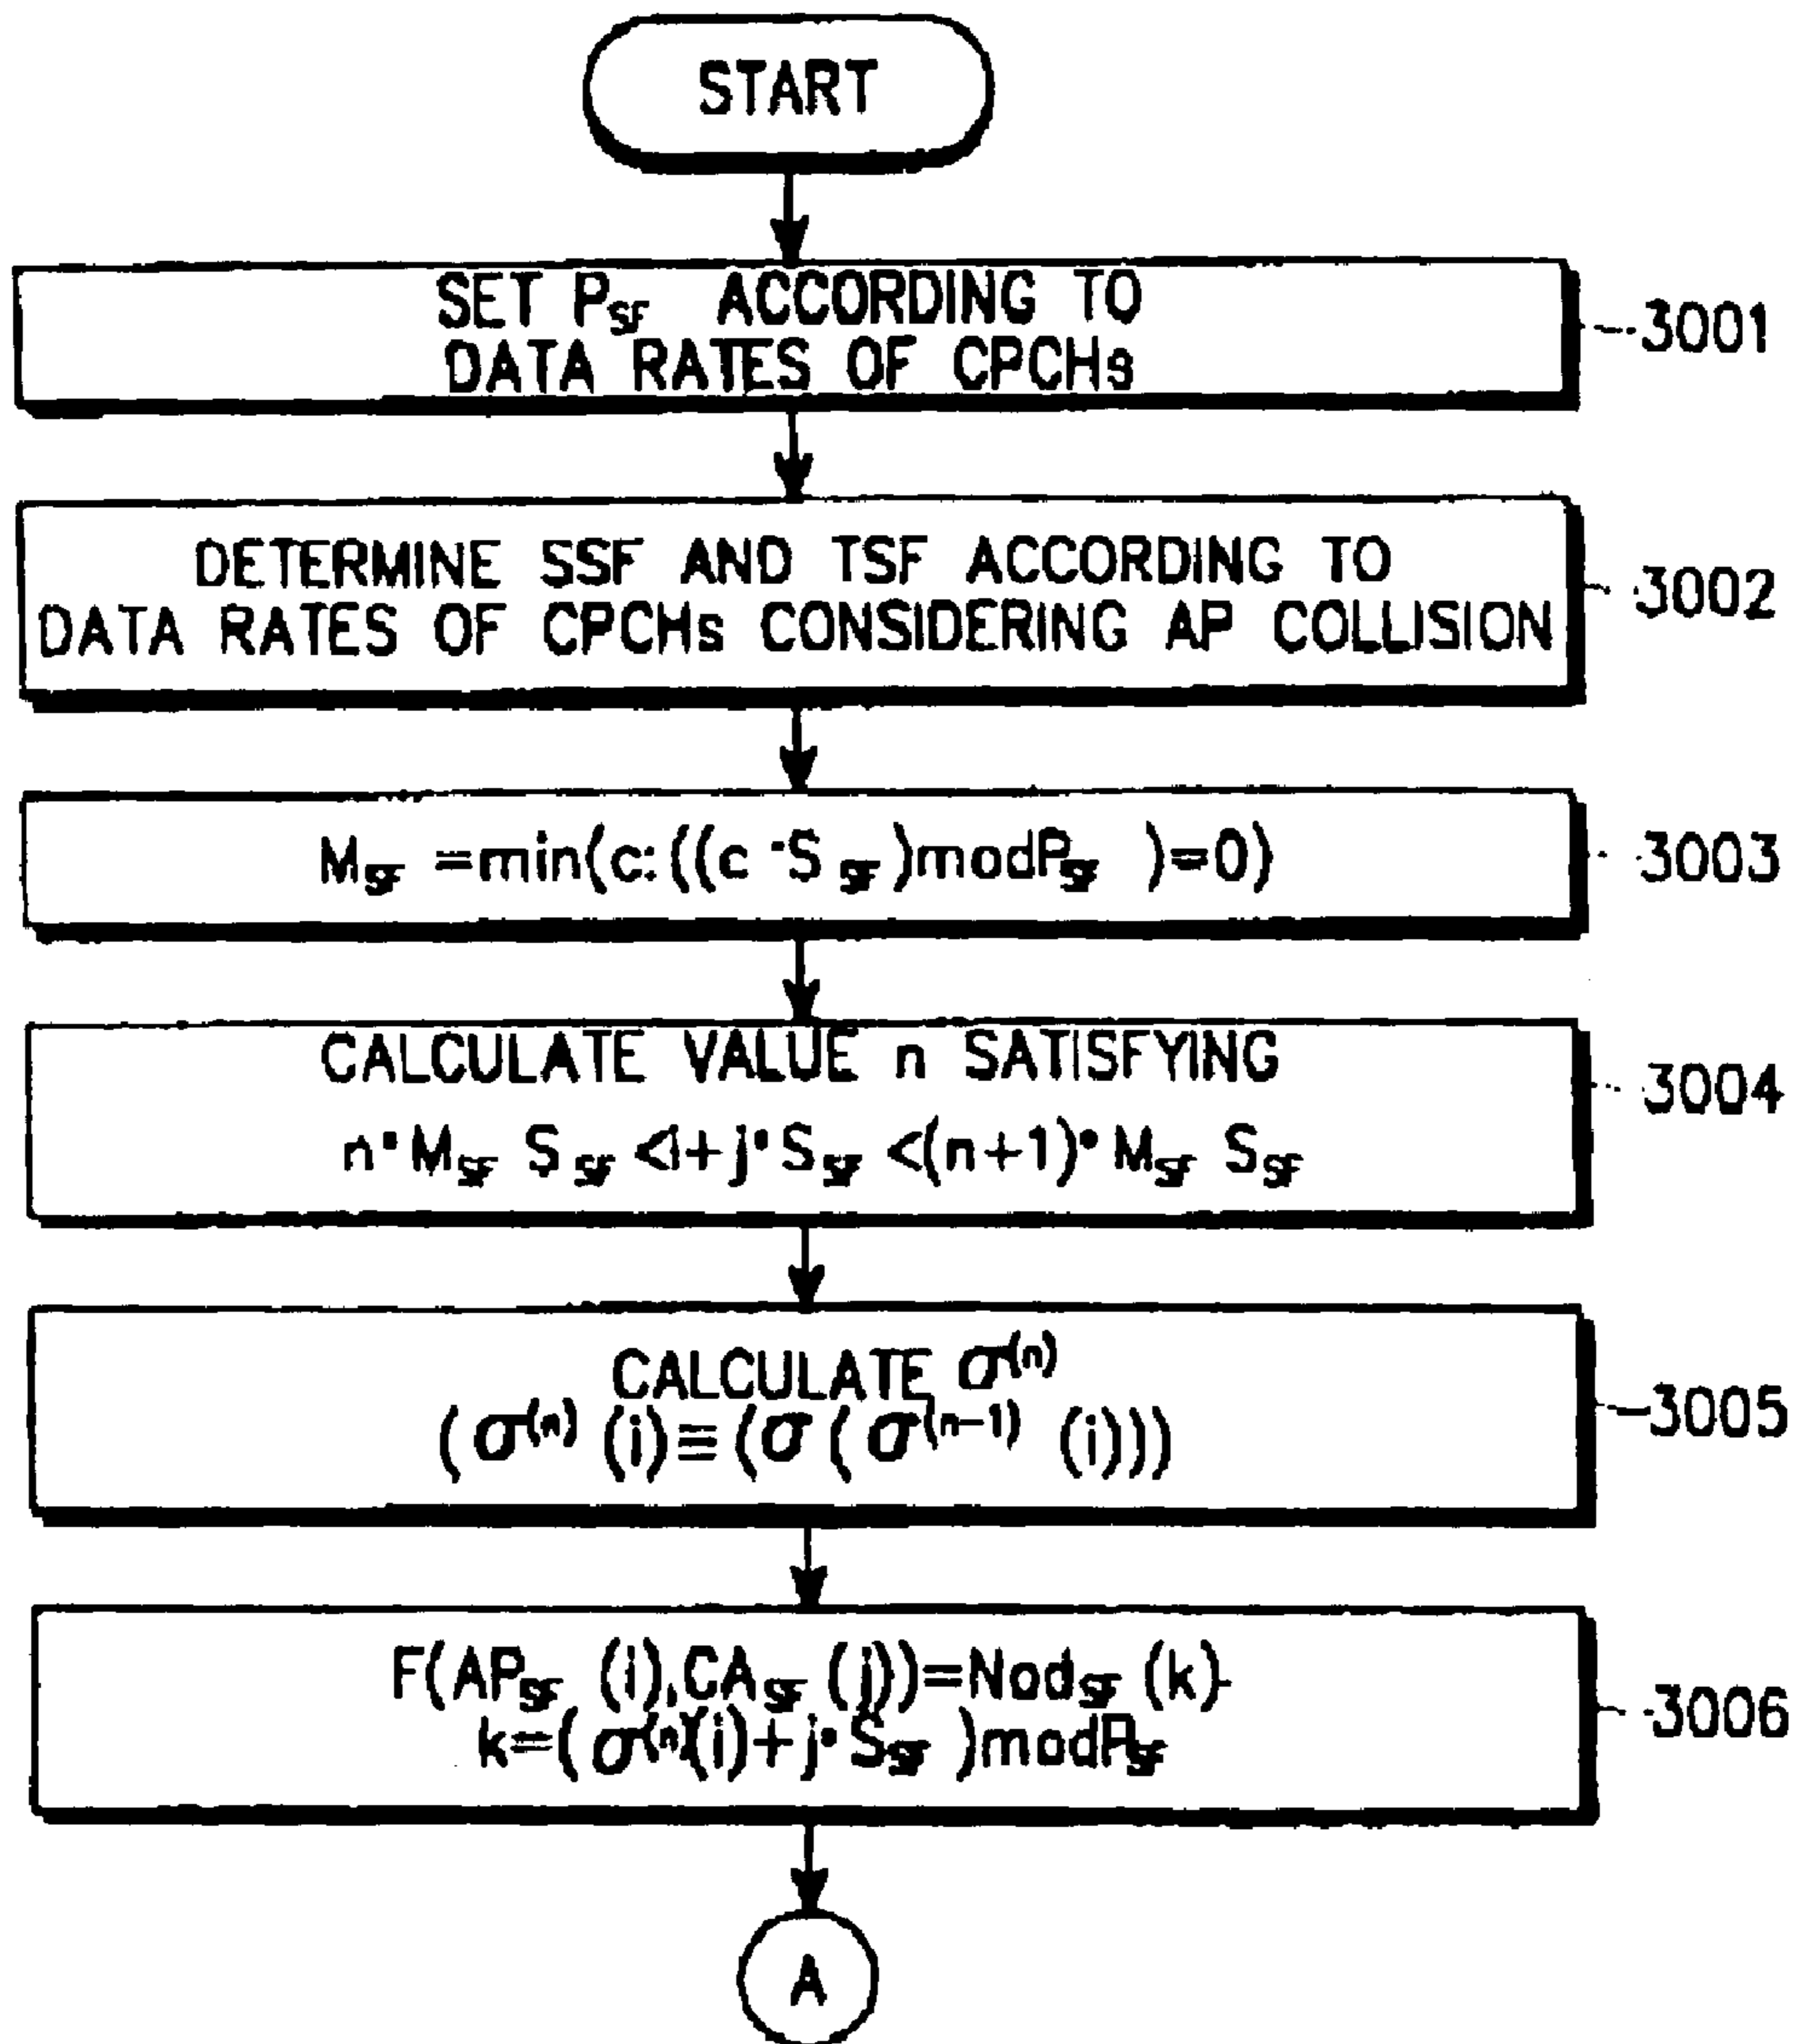 START
SET P_SF ACCORDING TO
DATA RATES OF CPCHs
3001
DETERMINE SSF AND TSF ACCORDING TO
DATA RATES OF CPCHs CONSIDERING AP COLLISION
3002
M_SF =min(c:((c·S_SF)modP_SF)=0)
3003
CALCULATE VALUE n SATISFYING
n·M_SF S_SF <i+j·S_SF <(n+1)·M_SF S_SF
3004
CALCULATE σ^(n)
(σ^(n) (i)≡(σ(σ^(n-1) (i)))
3005
F(AP_SF (i),CA_SF (j))=Nod_SF (k)
k=(σ^(n)(i)+j·S_SF)modP_SF
3006
A